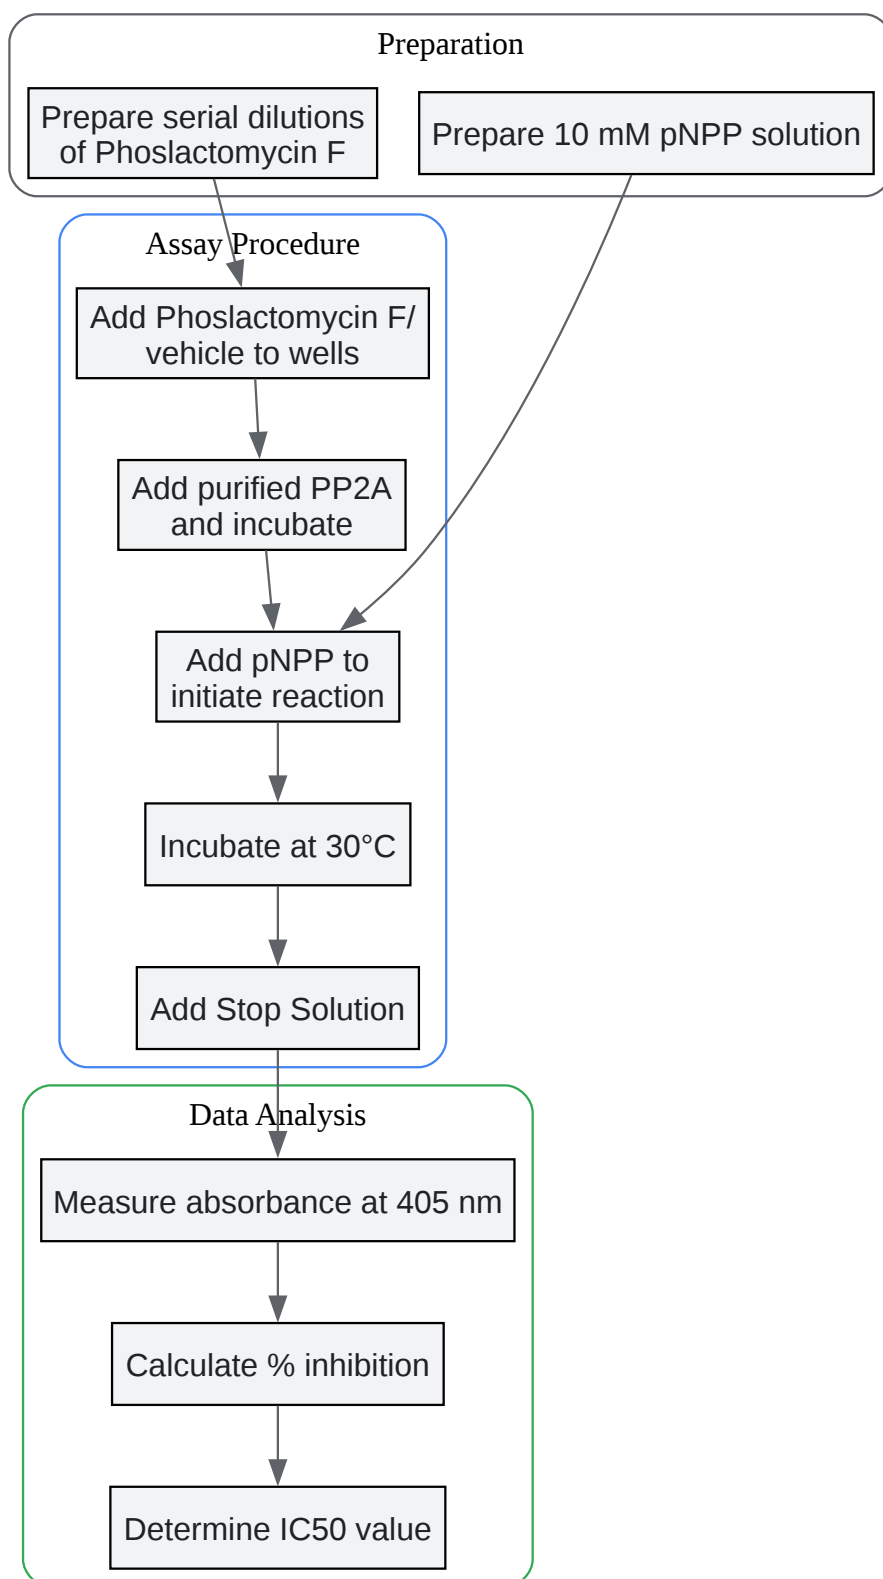 Preparation
Prepare serial dilutions
of Phoslactomycin F
Prepare 10 mM pNPP solution
Assay Procedure
Add Phoslactomycin F/
vehicle to wells
Add purified PP2A
and incubate
Add pNPP to
initiate reaction
Incubate at 30°C
Add Stop Solution
Data Analysis
Measure absorbance at 405 nm
Calculate % inhibition
Determine IC50 value